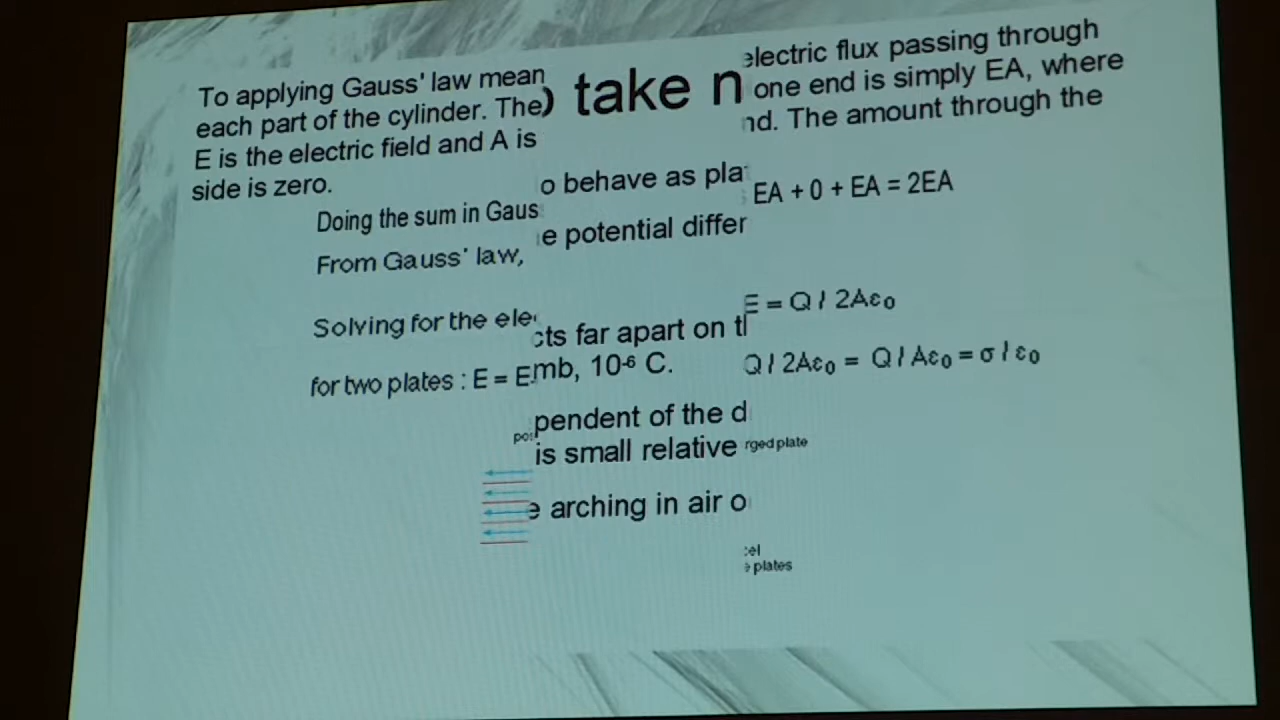 To applying Gauss' law mean
each part of the cylinder. The
E is the electric field and A is
side is zero.
Doing the sum in Gaus
From Gauss' law,
Solving for the ele
for two plates : E = E
) take n
o behave as pla
e potential differ
cts far apart on t
mb, 10⁻⁶ C.
pendent of the d
is small relative
e arching in air o
electric flux passing through
one end is simply EA, where
nd. The amount through the
EA + 0 + EA = 2EA
E = Q / 2Aε₀
Q / 2Aε₀ = Q / Aε₀ = σ / ε₀
pos
rged plate
cel
e plates